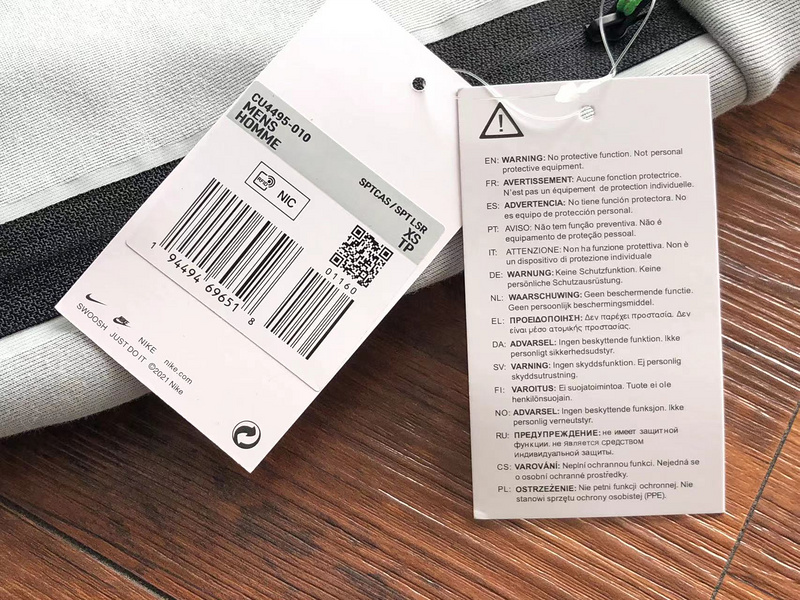 CU4495-010
MENS
HOMME
SPTCAS / SPT LSR
XS
TP
RFID
NIC
01160
1 94494 69651 8
SWOOSH JUST DO IT ©2021 Nike
NIKE nike.com
EN: WARNING: No protective function. Not personal
protective equipment.
FR: AVERTISSEMENT: Aucune fonction protectrice.
N'est pas un équipement de protection individuelle.
ES: ADVERTENCIA: No tiene función protectora. No
es equipo de protección personal.
PT: AVISO: Não tem função preventiva. Não é
equipamento de proteção pessoal.
IT: ATTENZIONE: Non ha funzione protettiva. Non è
un dispositivo di protezione individuale
DE: WARNUNG: Keine Schutzfunktion. Keine
persönliche Schutzausrüstung.
NL: WAARSCHUWING: Geen beschermende functie.
Geen persoonlijk beschermingsmiddel.
EL: ΠΡΟΕΙΔΟΠΟΙΗΣΗ: Δεν παρέχει προστασία. Δεν
είναι μέσο ατομικής προστασίας.
DA: ADVARSEL: Ingen beskyttende funktion. Ikke
personligt sikkerhedsudstyr.
SV: VARNING: Ingen skyddsfunktion. Ej personlig
skyddsutrustning.
FI: VAROITUS: Ei suojatoimintoa. Tuote ei ole
henkilönsuojain.
NO: ADVARSEL: Ingen beskyttende funksjon. Ikke
personlig verneutstyr.
RU: ПРЕДУПРЕЖДЕНИЕ: не имеет защитной
функции. не является средством
индивидуальной защиты.
CS: VAROVÁNÍ: Neplní ochrannou funkci. Nejedná se
o osobní ochranné prostředky.
PL: OSTRZEŻENIE: Nie pełni funkcji ochronnej. Nie
stanowi sprzętu ochrony osobistej (PPE).